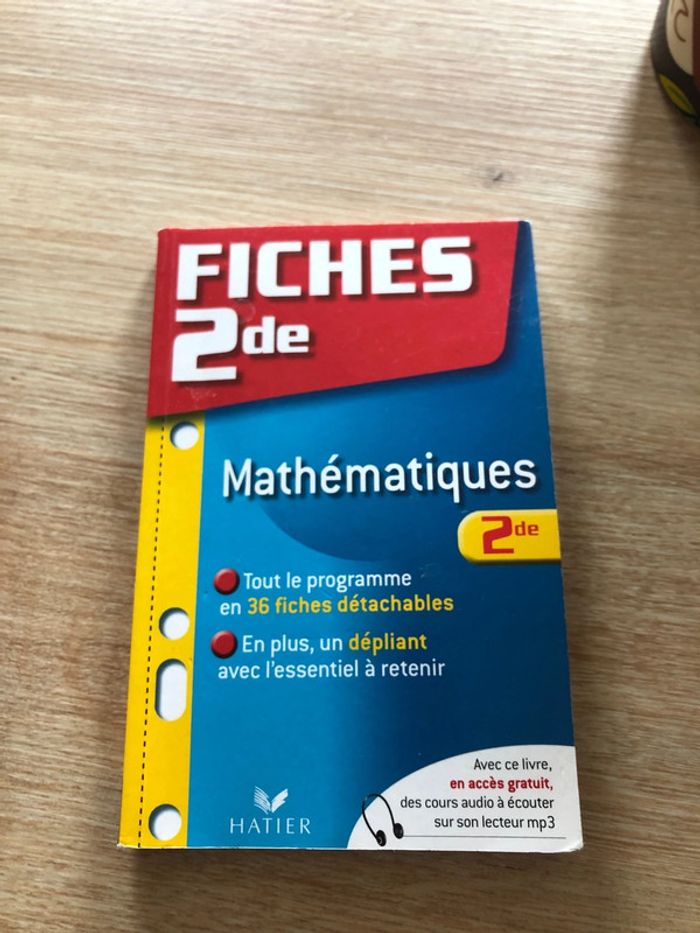 FICHES
2de
Mathématiques
2de
Tout le programme
en 36 fiches détachables
En plus, un dépliant
avec l'essentiel à retenir
Avec ce livre,
en accès gratuit,
des cours audio à écouter
sur son lecteur mp3
HATIER